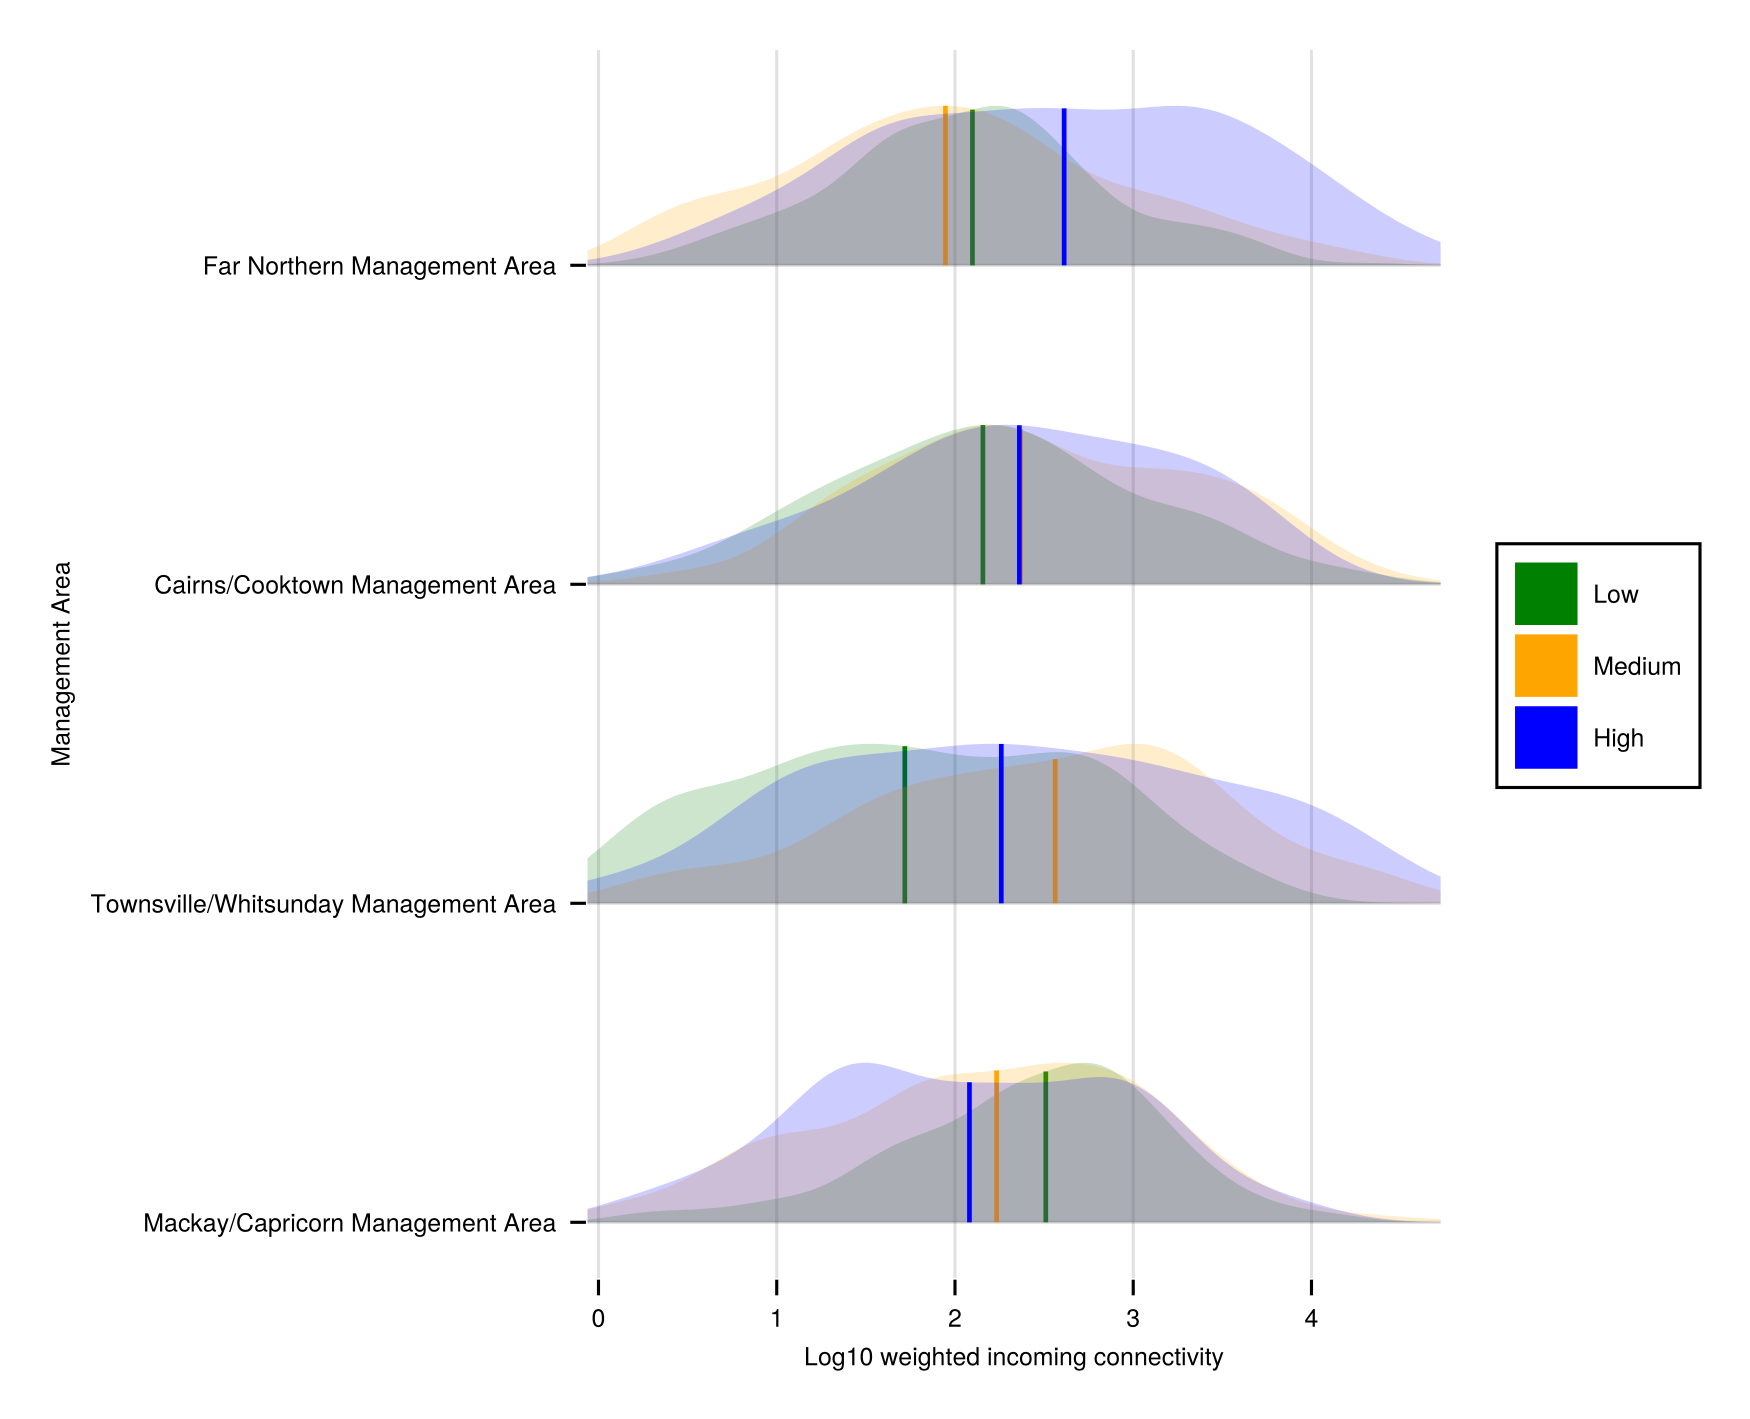 Management Area
Far Northern Management Area
Cairns/Cooktown Management Area
Townsville/Whitsunday Management Area
Mackay/Capricorn Management Area
0 1 2 3 4
Log10 weighted incoming connectivity
Low
Medium
High